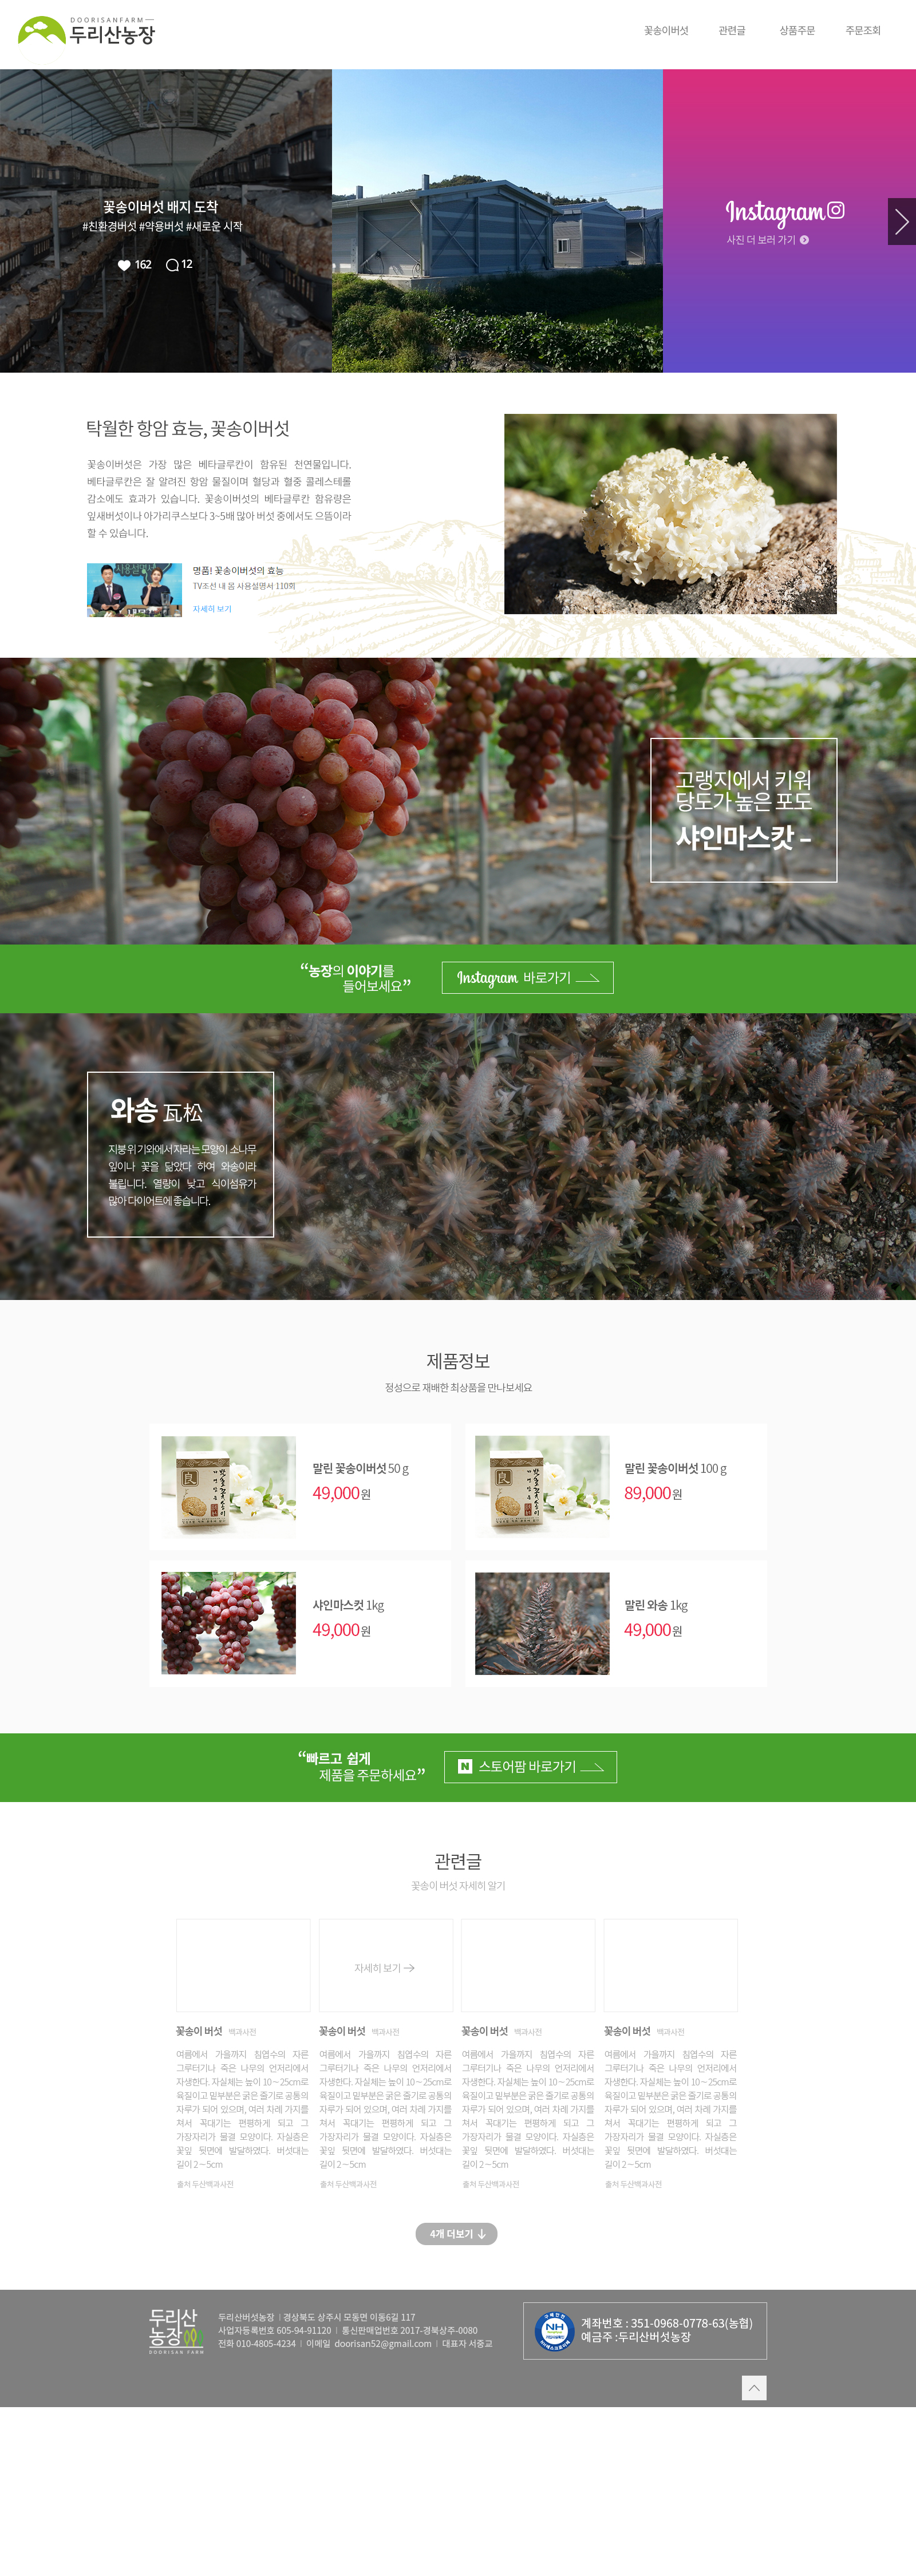 DOORISANFARM
두리산농장
꽃송이버섯 관련글 상품주문 주문조회
꽃송이버섯 배지 도착
#친환경버섯 #약용버섯 #새로운 시작
162 12
Instagram
사진 더 보러 가기
탁월한 항암 효능, 꽃송이버섯
꽃송이버섯은 가장 많은 베타글루칸이 함유된 천연물입니다.
베타글루칸은 잘 알려진 항암 물질이며 혈당과 혈중 콜레스테롤
감소에도 효과가 있습니다. 꽃송이버섯의 베타글루칸 함유량은
잎새버섯이나 아가리쿠스보다 3~5배 많아 버섯 중에서도 으뜸이라
할 수 있습니다.
명품! 꽃송이버섯의 효능
TV조선 내 몸 사용설명서 110회
자세히 보기
고랭지에서 키워
당도가 높은 포도
샤인마스캇 -
“농장의 이야기를
들어보세요”
Instagram 바로가기
와송 瓦松
지붕 위 기와에서 자라는 모양이 소나무
잎이나 꽃을 닮았다 하여 와송이라
불립니다. 열량이 낮고 식이섬유가
많아 다이어트에 좋습니다.
제품정보
정성으로 재배한 최상품을 만나보세요
말린 꽃송이버섯 50 g
49,000원
말린 꽃송이버섯 100 g
89,000원
샤인마스컷 1kg
49,000원
말린 와송 1kg
49,000원
“빠르고 쉽게
제품을 주문하세요”
N 스토어팜 바로가기
관련글
꽃송이 버섯 자세히 알기
자세히 보기
꽃송이 버섯 백과사전
여름에서 가을까지 침엽수의 자른
그루터기나 죽은 나무의 언저리에서
자생한다. 자실체는 높이 10~25cm로
육질이고 밑부분은 굵은 줄기로 공통의
자루가 되어 있으며, 여러 차례 가지를
쳐서 꼭대기는 편평하게 되고 그
가장자리가 물결 모양이다. 자실층은
꽃잎 뒷면에 발달하였다. 버섯대는
길이 2~5cm
출처 두산백과사전
꽃송이 버섯 백과사전
여름에서 가을까지 침엽수의 자른
그루터기나 죽은 나무의 언저리에서
자생한다. 자실체는 높이 10~25cm로
육질이고 밑부분은 굵은 줄기로 공통의
자루가 되어 있으며, 여러 차례 가지를
쳐서 꼭대기는 편평하게 되고 그
가장자리가 물결 모양이다. 자실층은
꽃잎 뒷면에 발달하였다. 버섯대는
길이 2~5cm
출처 두산백과사전
꽃송이 버섯 백과사전
여름에서 가을까지 침엽수의 자른
그루터기나 죽은 나무의 언저리에서
자생한다. 자실체는 높이 10~25cm로
육질이고 밑부분은 굵은 줄기로 공통의
자루가 되어 있으며, 여러 차례 가지를
쳐서 꼭대기는 편평하게 되고 그
가장자리가 물결 모양이다. 자실층은
꽃잎 뒷면에 발달하였다. 버섯대는
길이 2~5cm
출처 두산백과사전
꽃송이 버섯 백과사전
여름에서 가을까지 침엽수의 자른
그루터기나 죽은 나무의 언저리에서
자생한다. 자실체는 높이 10~25cm로
육질이고 밑부분은 굵은 줄기로 공통의
자루가 되어 있으며, 여러 차례 가지를
쳐서 꼭대기는 편평하게 되고 그
가장자리가 물결 모양이다. 자실층은
꽃잎 뒷면에 발달하였다. 버섯대는
길이 2~5cm
출처 두산백과사전
4개 더보기
두리산
농장
DOORISAN FARM
두리산버섯농장 | 경상북도 상주시 모동면 이동6길 117
사업자등록번호 605-94-91120 | 통신판매업번호 2017-경북상주-0080
전화 010-4805-4234 | 이메일 doorisan52@gmail.com | 대표자 서중교
NH
계좌번호 : 351-0968-0778-63(농협)
예금주 :두리산버섯농장